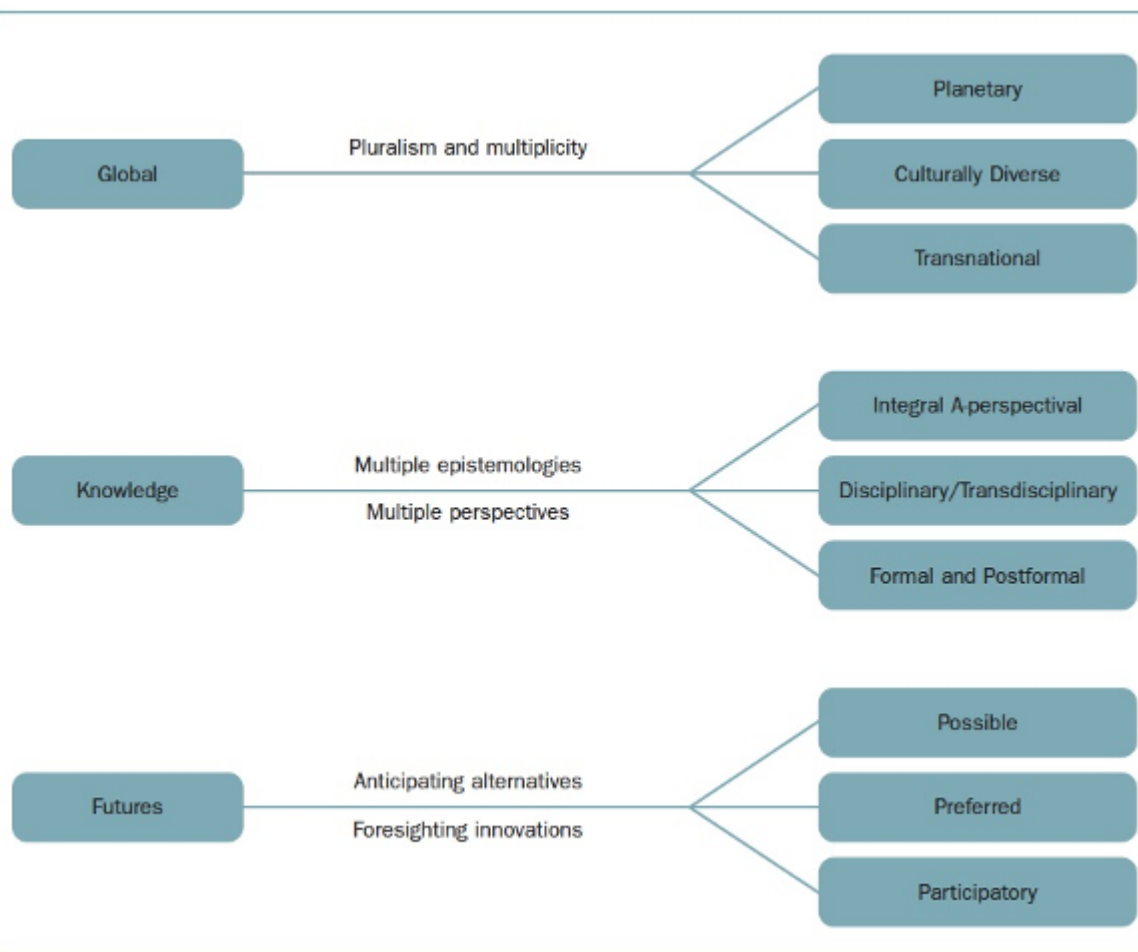 Global
Pluralism and multiplicity
Planetary
Culturally Diverse
Transnational
Knowledge
Multiple epistemologies
Multiple perspectives
Integral A-perspectival
Disciplinary/Transdisciplinary
Formal and Postformal
Futures
Anticipating alternatives
Foresighting innovations
Possible
Preferred
Participatory